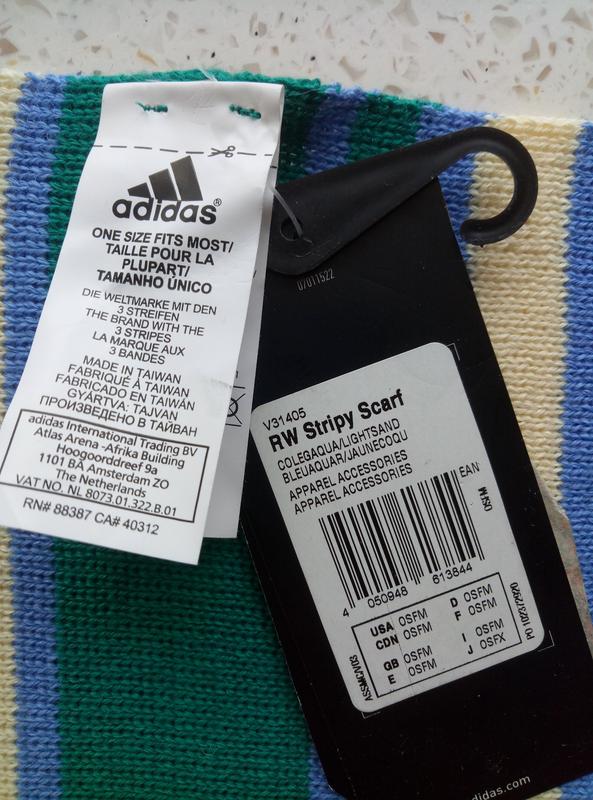 adidas®
ONE SIZE FITS MOST/
TAILLE POUR LA
PLUPART/
TAMANHO ÚNICO
DIE WELTMARKE MIT DEN
3 STREIFEN
THE BRAND WITH THE
3 STRIPES
LA MARQUE AUX
3 BANDES
MADE IN TAIWAN
FABRIQUÉ À TAIWAN
FABRICADO EN TAIWÁN
GYÁRTVA: TAJVAN
ПРОИЗВЕДЕНО В ТАЙВАН
adidas International Trading BV
Atlas Arena -Afrika Building
Hoogoorddreef 9a
1101 BA Amsterdam ZO
The Netherlands
VAT NO. NL 8073.01.322.B.01
RN# 88387 CA# 40312
07011522
V31405
RW Stripy Scarf
COLEGAQUA/LIGHTSAND
BLEUAQUAR/JAUNECOQU
APPAREL ACCESSORIES
APPAREL ACCESSORIES
EAN
OSFM
4 050948 613844
USA OSFM D OSFM
CDN OSFM F OSFM
GB OSFM I OSFM
E OSFM J OSFX
didas.com